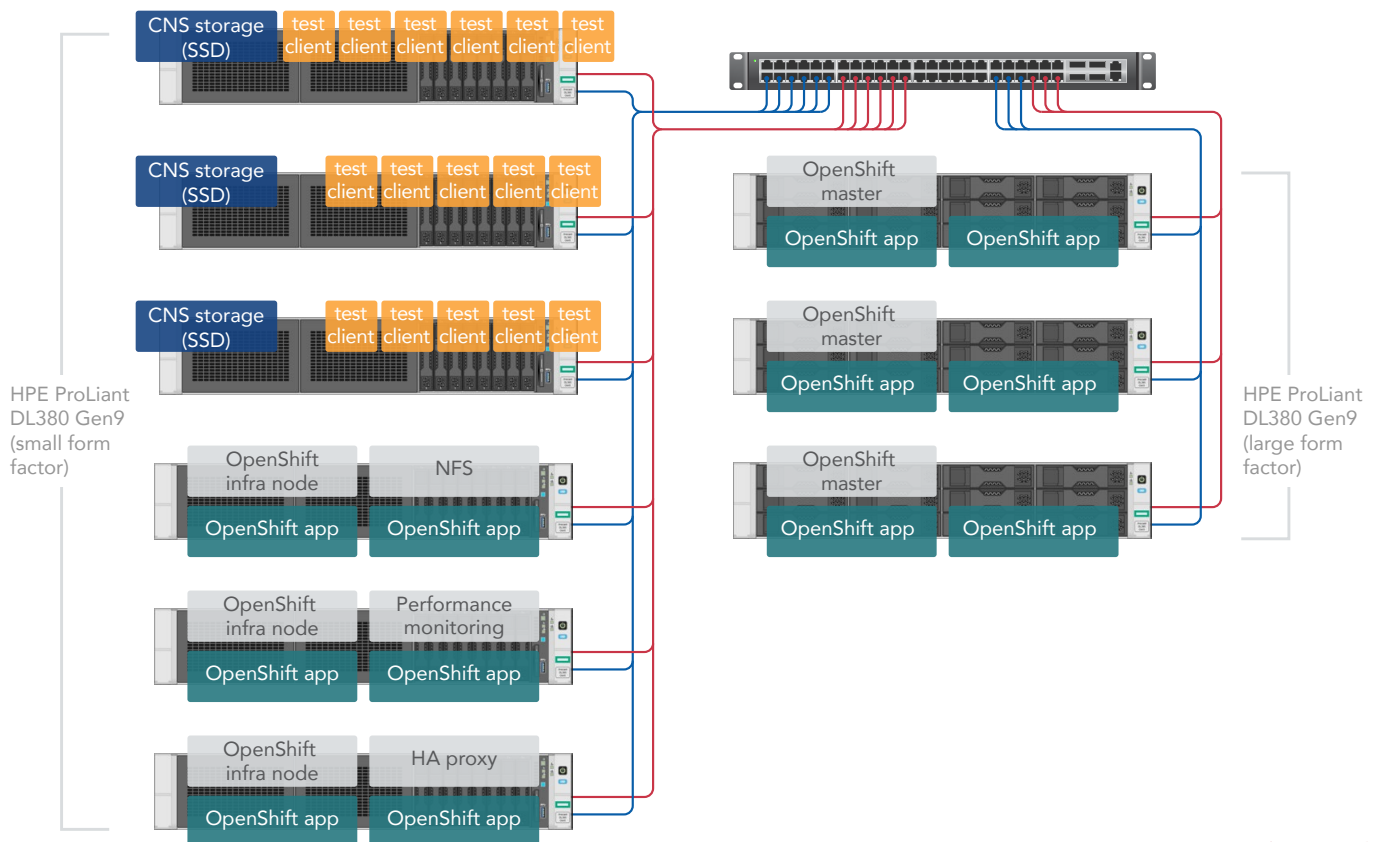 CNS storage
(SSD)
test
client
test
client
test
client
test
client
test
client
test
client
CNS storage
(SSD)
test
client
test
client
test
client
test
client
test
client
CNS storage
(SSD)
test
client
test
client
test
client
test
client
test
client
HPE ProLiant
DL380 Gen9
(small form
factor)
OpenShift
infra node
NFS
OpenShift app
OpenShift app
OpenShift
infra node
Performance
monitoring
OpenShift app
OpenShift app
OpenShift
infra node
HA proxy
OpenShift app
OpenShift app
OpenShift
master
OpenShift app
OpenShift app
OpenShift
master
OpenShift app
OpenShift app
OpenShift
master
OpenShift app
OpenShift app
HPE ProLiant
DL380 Gen9
(large form
factor)